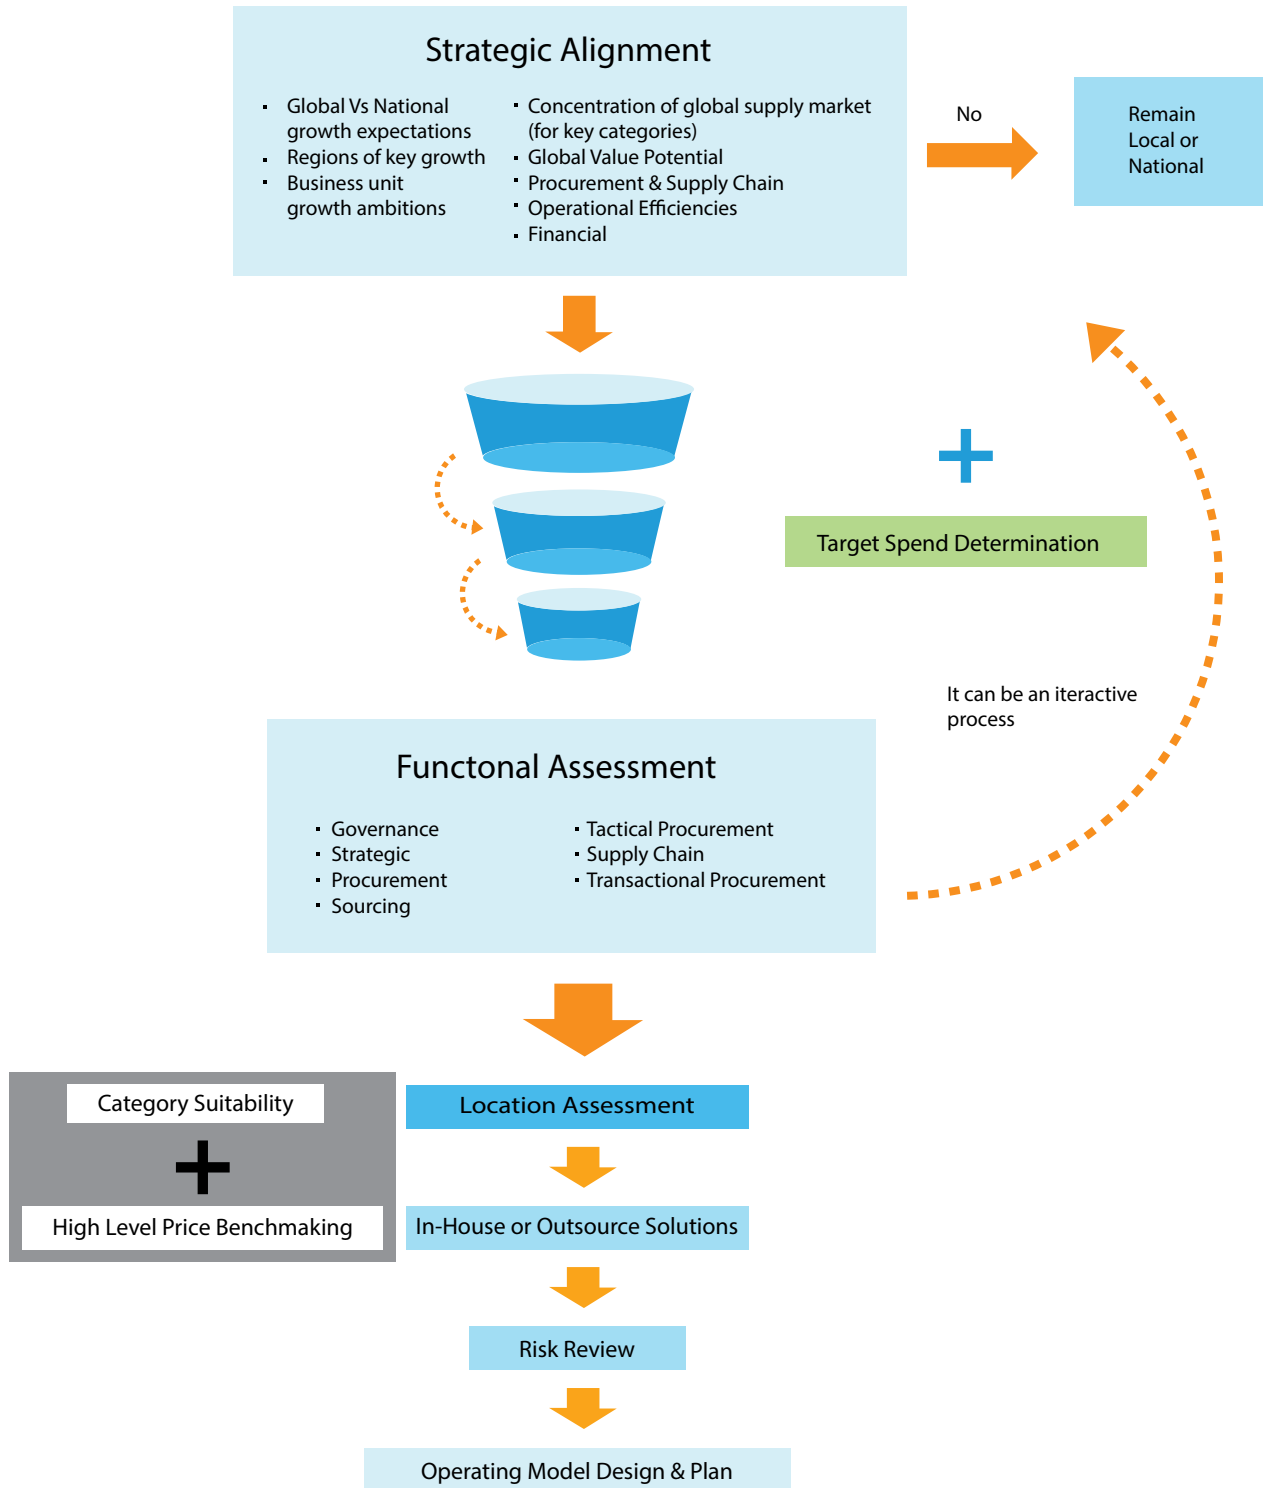 Strategic Alignment
Global Vs National
growth expectations
Regions of key growth
Business unit
growth ambitions
Concentration of global supply market
(for key categories)
Global Value Potential
Procurement & Supply Chain
Operational Efficiencies
Financial
No
Remain
Local or
National
Target Spend Determination
It can be an iteractive
process
Functonal Assessment
Governance
Strategic
Procurement
Sourcing
Tactical Procurement
Supply Chain
Transactional Procurement
Category Suitability
High Level Price Benchmaking
Location Assessment
In-House or Outsource Solutions
Risk Review
Operating Model Design & Plan